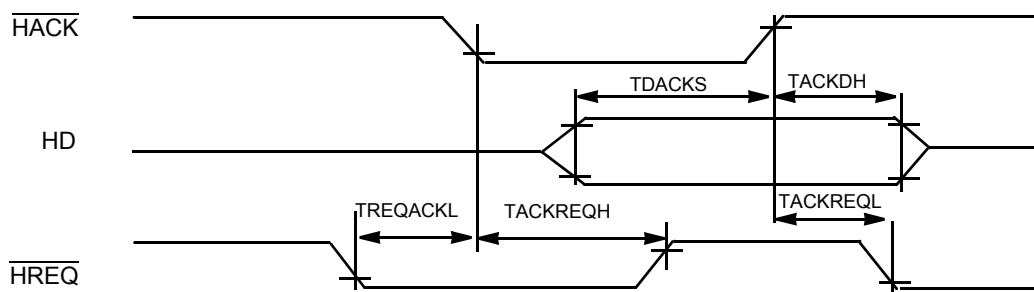 HACK
TDACKS
TACKDH
HD
TREQACKL
TACKREQH
TACKREQL
HREQ